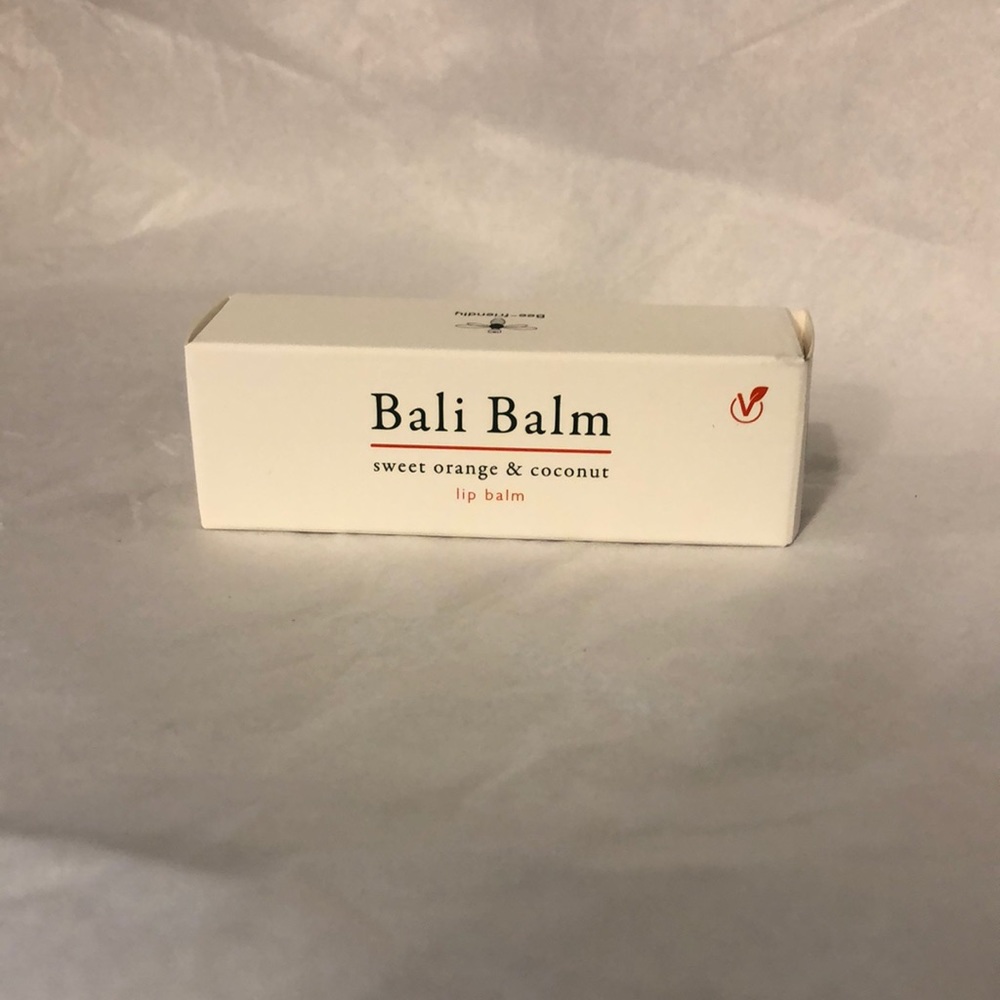 Bee-friendly
Bali Balm
sweet orange & coconut
lip balm
V